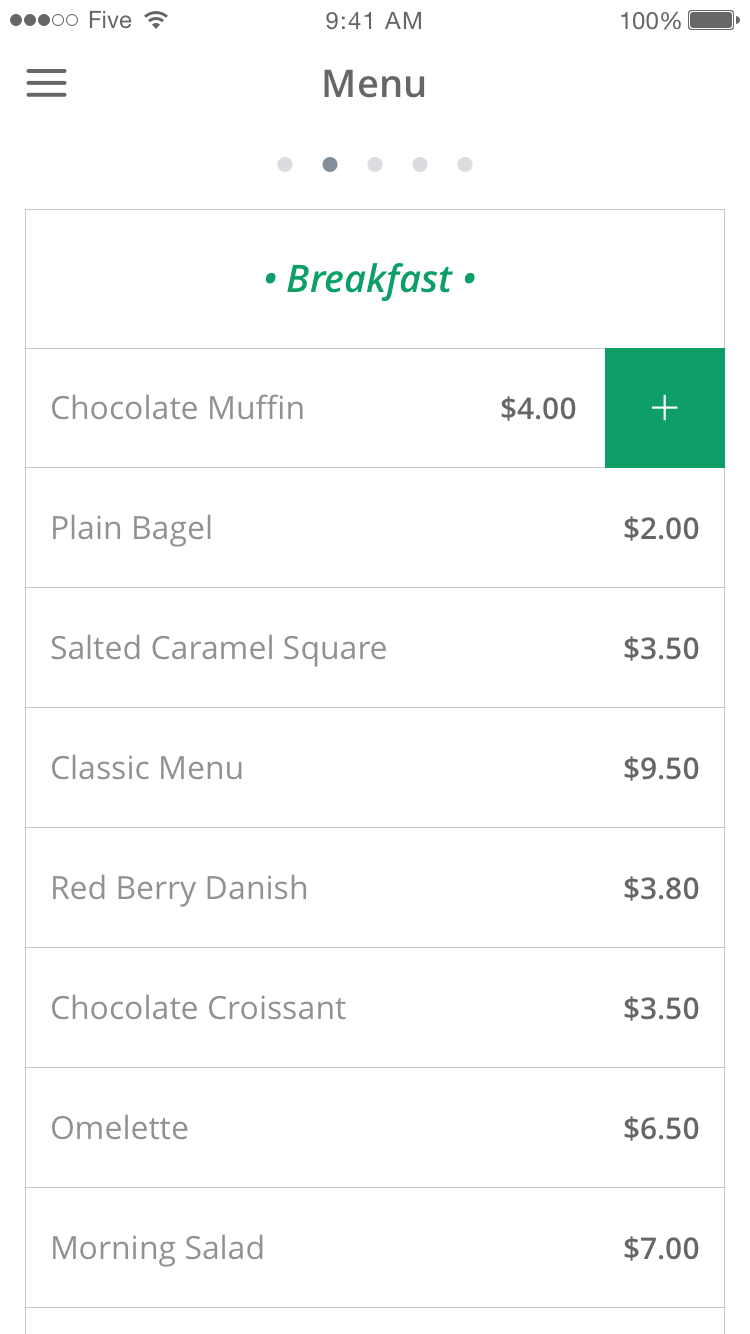 Five 9:41 AM 100%
Menu
• Breakfast •
Chocolate Muffin $4.00 +
Plain Bagel $2.00
Salted Caramel Square $3.50
Classic Menu $9.50
Red Berry Danish $3.80
Chocolate Croissant $3.50
Omelette $6.50
Morning Salad $7.00